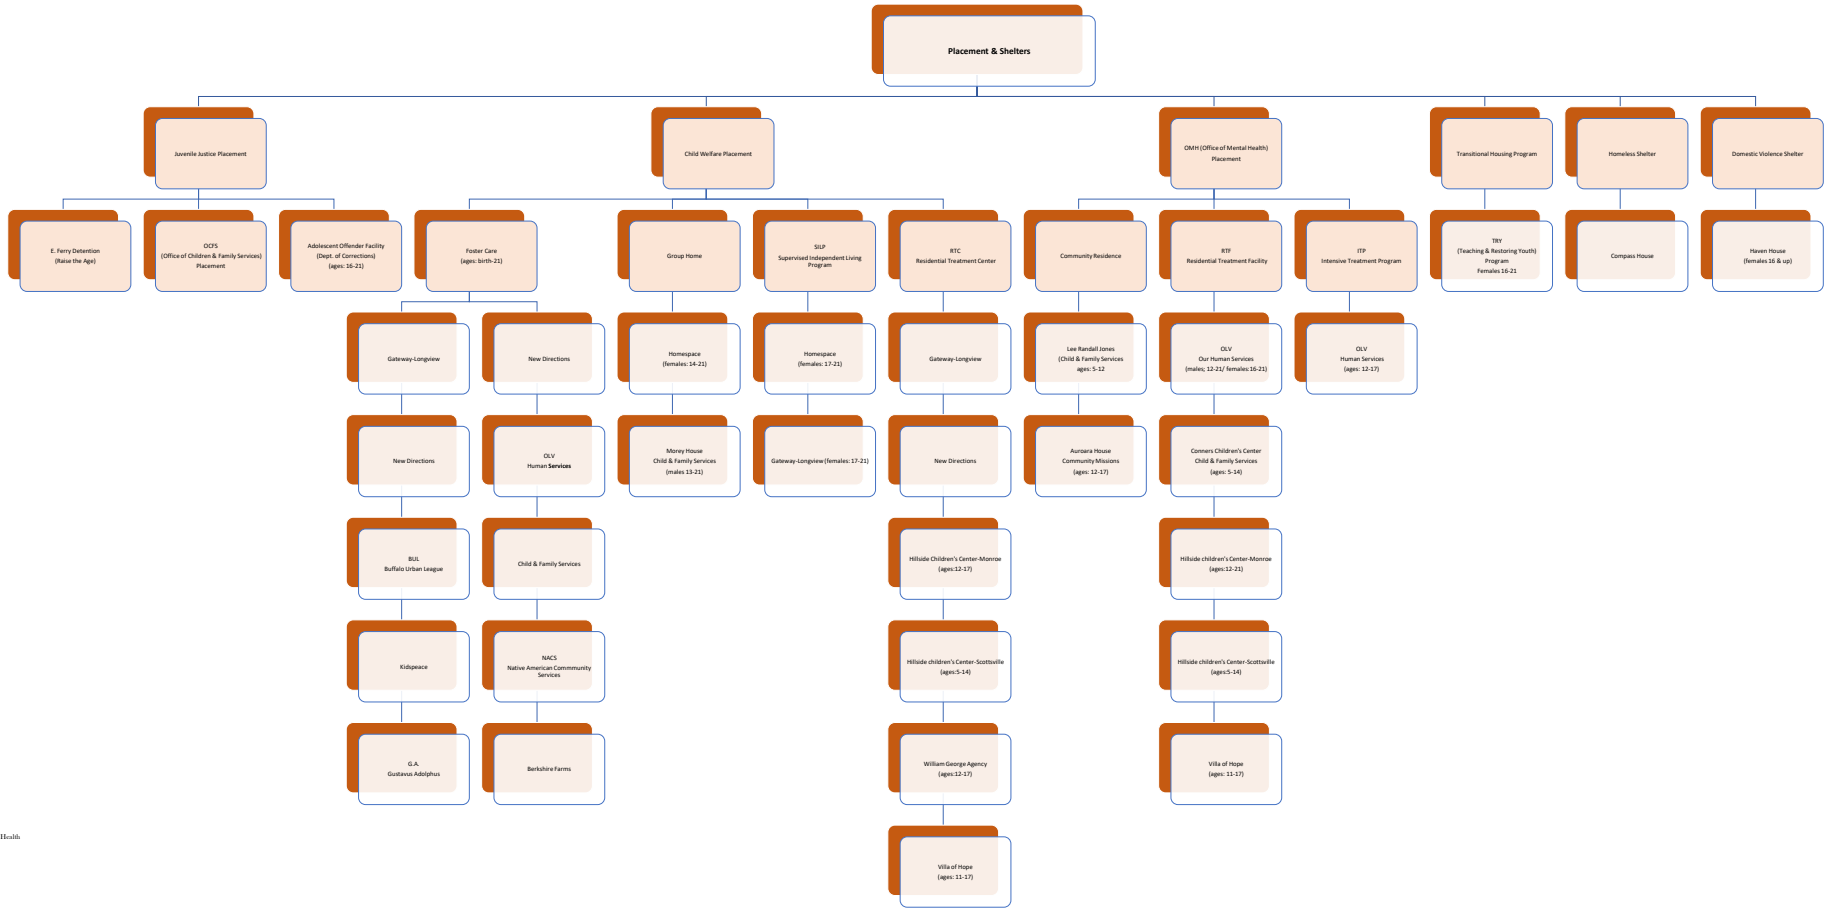 Placement & Shelters
Juvenile Justice Placement
Child Welfare Placement
OMH (Office of Mental Health)
Placement
Transitional Housing Program
Homeless Shelter
Domestic Violence Shelter
E. Ferry Detention
(Raise the Age)
OCFS
(Office of Children & Family Services)
Placement
Adolescent Offender Facility
(Dept. of Corrections)
(ages: 16-21)
Foster Care
(ages: birth-21)
Group Home
SILP
Supervised Independent Living
Program
RTC
Residential Treatment Center
Community Residence
RTF
Residential Treatment Facility
ITP
Intensive Treatment Program
TRY
(Teaching & Restoring Youth)
Program
Females 16-21
Compass House
Haven House
(females 16 & up)
Gateway-Longview
New Directions
Homespace
(females: 14-21)
Homespace
(females: 17-21)
Gateway-Longview
Lee Randall Jones
(Child & Family Services
ages: 5-12
OLV
Our Human Services
(males; 12-21/ females:16-21)
OLV
Human Services
(ages: 12-17)
New Directions
OLV
Human Services
Morey House
Child & Family Services
(males 13-21)
Gateway-Longview (females: 17-21)
New Directions
Auroara House
Community Missions
(ages: 12-17)
Conners Children's Center
Child & Family Services
(ages: 5-14)
BUL
Buffalo Urban League
Child & Family Services
Hillside Children's Center-Monroe
(ages:12-17)
Hillside children's Center-Monroe
(ages:12-21)
Kidspeace
NACS
Native American Commmunity
Services
Hillside children's Center-Scottsville
(ages:5-14)
Hillside children's Center-Scottsville
(ages:5-14)
G.A.
Gustavus Adolphus
Berkshire Farms
William George Agency
(ages:12-17)
Villa of Hope
(ages: 11-17)
Health
Villa of Hope
(ages: 11-17)